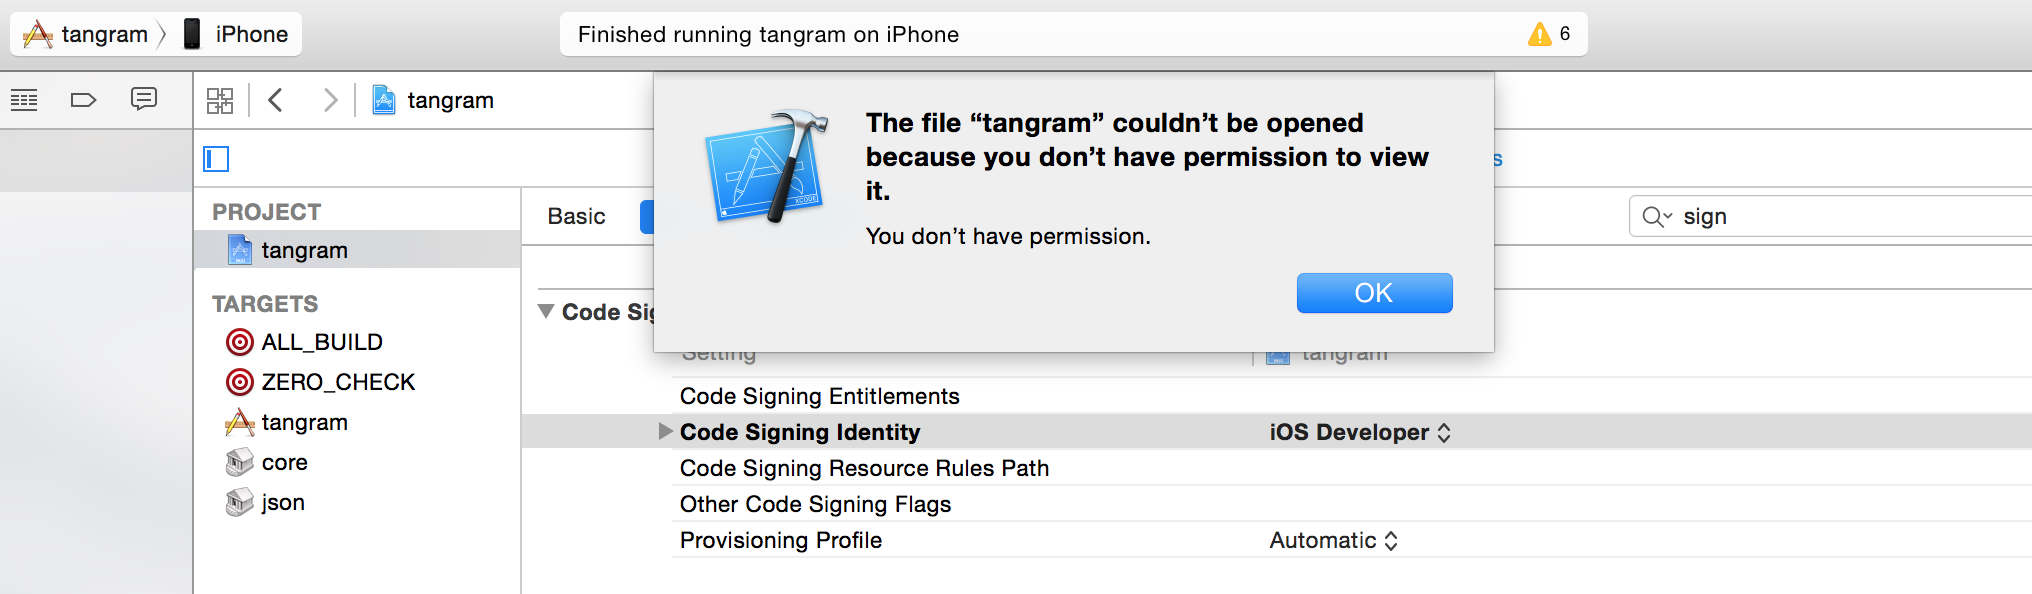 tangram
iPhone
Finished running tangram on iPhone
6
tangram
The file “tangram” couldn’t be opened
because you don’t have permission to view
it.
You don’t have permission.
OK
XCODE
s
PROJECT
tangram
Basic
sign
TARGETS
ALL_BUILD
ZERO_CHECK
tangram
core
json
Code Sig
Setting
tangram
Code Signing Entitlements
Code Signing Identity
iOS Developer
Code Signing Resource Rules Path
Other Code Signing Flags
Provisioning Profile
Automatic